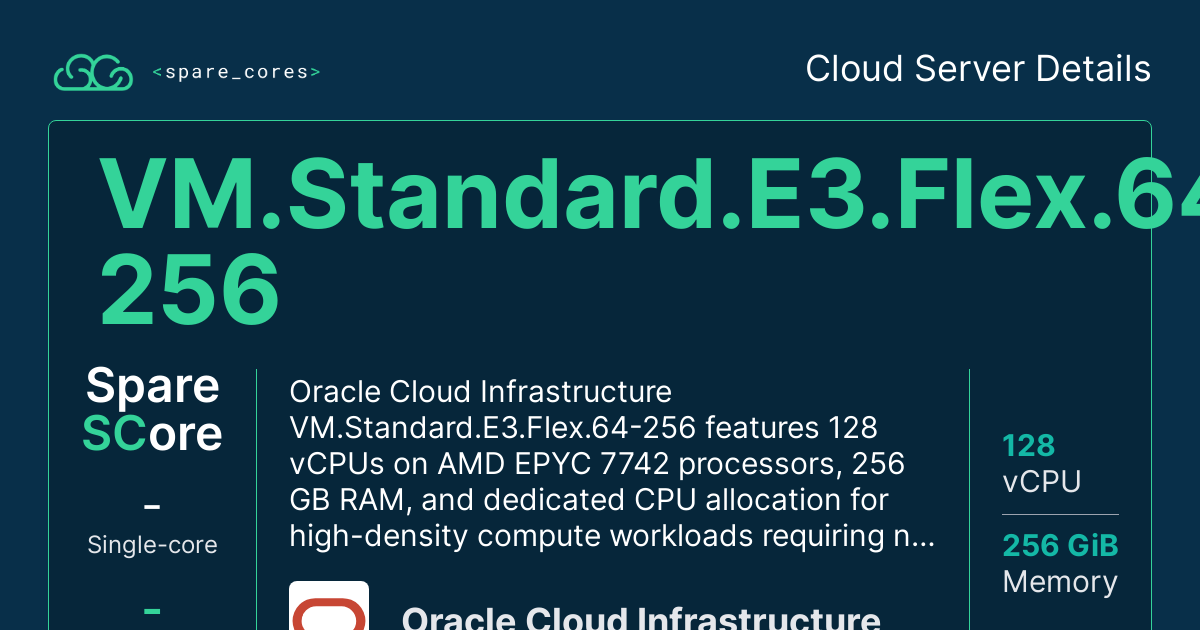 <spare_cores>
Cloud Server Details
VM.Standard.E3.Flex.64
256
Spare
SCore
–
Single-core
–
Oracle Cloud Infrastructure
VM.Standard.E3.Flex.64-256 features 128
vCPUs on AMD EPYC 7742 processors, 256
GB RAM, and dedicated CPU allocation for
high-density compute workloads requiring n...
Oracle Cloud Infrastructure
128
vCPU
256 GiB
Memory